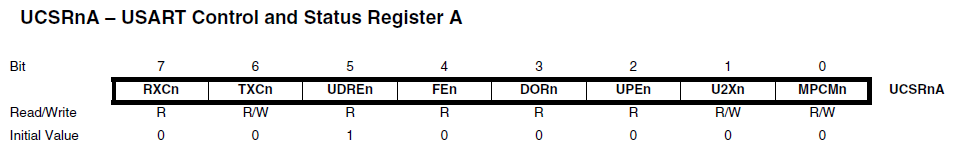 UCSRnA – USART Control and Status Register A
Bit 7 6 5 4 3 2 1 0
RXCn TXCn UDREn FEn DORn UPEn U2Xn MPCMn UCSRnA
Read/Write R R/W R R R R R/W R/W
Initial Value 0 0 1 0 0 0 0 0